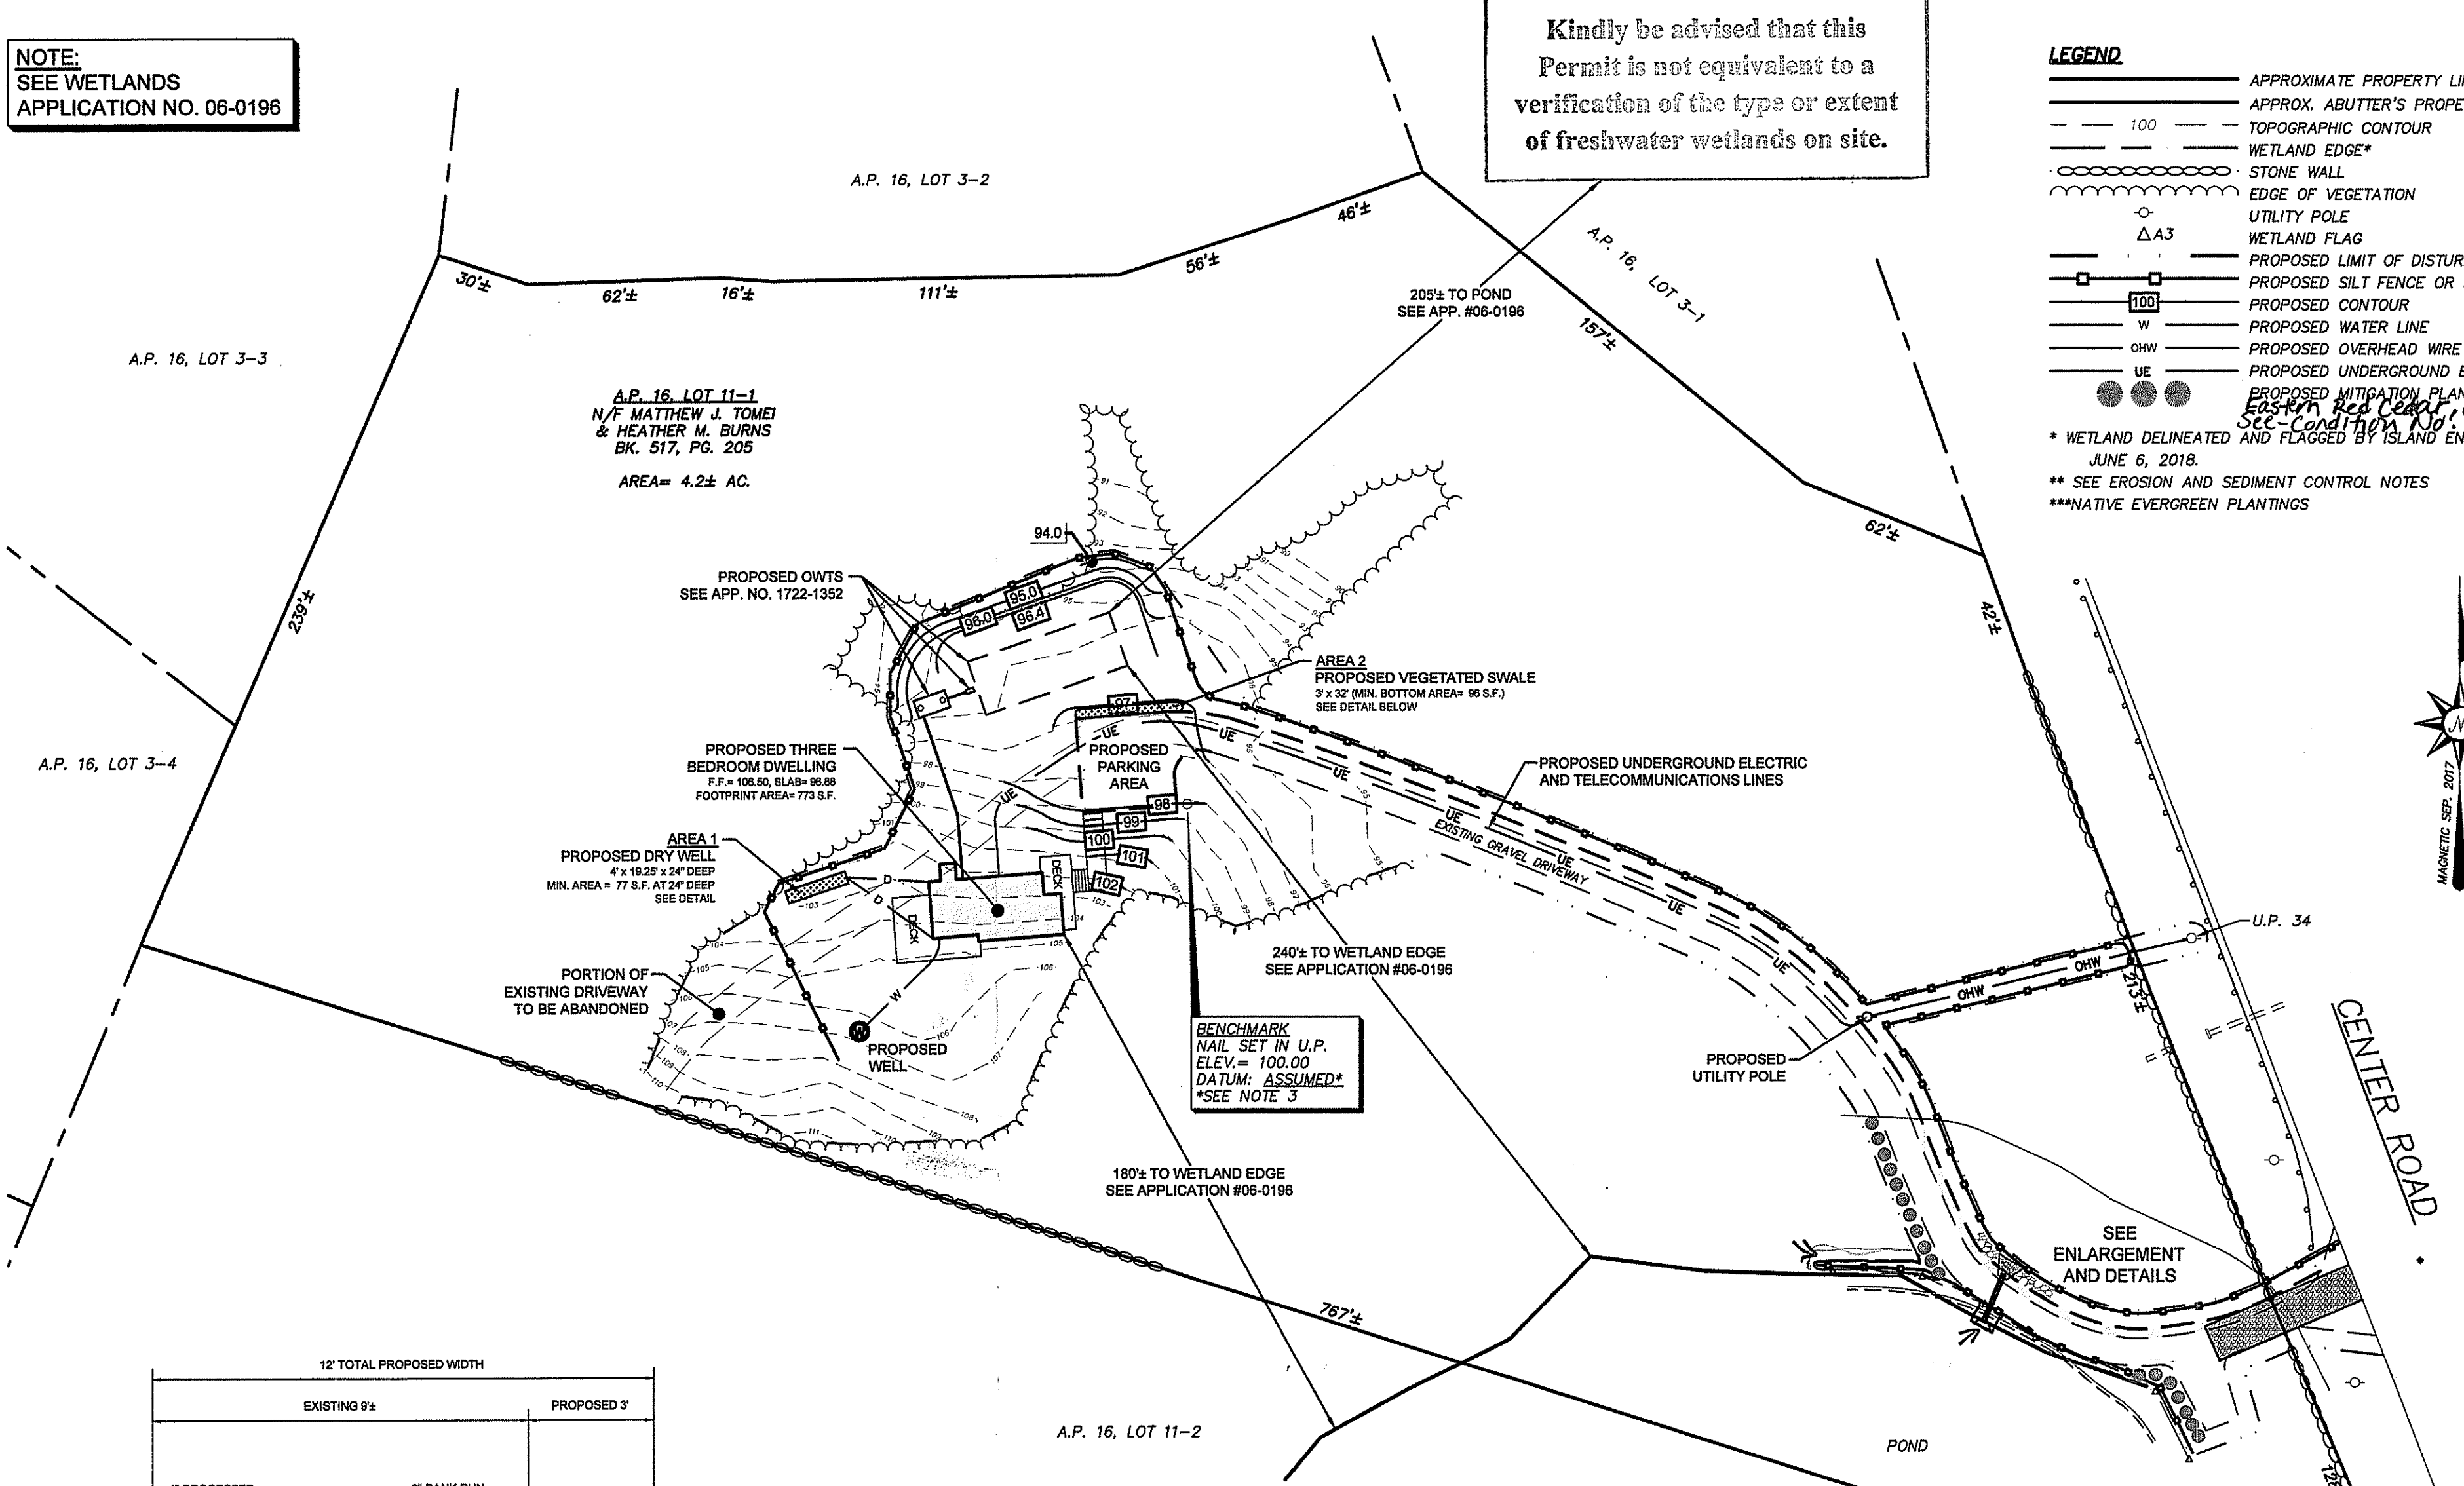 NOTE:
SEE WETLANDS
APPLICATION NO. 06-0196
Kindly be advised that this
Permit is not equivalent to a
verification of the type or extent
of freshwater wetlands on site.
LEGEND
APPROXIMATE PROPERTY
APPROX. ABUTTER'S
100 TOPOGRAPHIC CONTOUR
WETLAND EDGE*
STONE WALL
EDGE OF VEGETATION
UTILITY POLE
A3 WETLAND FLAG
PROPOSED LIMIT OF
PROPOSED SILT FENCE OR
100 PROPOSED CONTOUR
W PROPOSED WATER LINE
OHW PROPOSED OVERHEAD WIRE
UE PROPOSED UNDERGROUND
PROPOSED MITIGATION
Eastern Red Cedar,
See-Condition No.
* WETLAND DELINEATED AND FLAGGED BY ISLAND
JUNE 6, 2018.
** SEE EROSION AND SEDIMENT CONTROL NOTES
***NATIVE EVERGREEN PLANTINGS
A.P. 16, LOT 3-2
46'±
56'±
30'±
62'±
16'±
111'±
A.P. 16, LOT 3-1
157'±
205'± TO POND
SEE APP. #06-0196
A.P. 16, LOT 3-3
A.P. 16, LOT 11-1
N/F MATTHEW J. TOMEI
& HEATHER M. BURNS
BK. 517, PG. 205
AREA= 4.2± AC.
62'±
42'±
239'±
94.0
PROPOSED OWTS
SEE APP. NO. 1722-1352
95.0
96.0
96.4
AREA 2
PROPOSED VEGETATED SWALE
3' x 32' (MIN. BOTTOM AREA= 96 S.F.)
SEE DETAIL BELOW
97
UE
UE
PROPOSED
PARKING
AREA
A.P. 16, LOT 3-4
PROPOSED THREE
BEDROOM DWELLING
F.F.= 106.50, SLAB= 96.68
FOOTPRINT AREA= 773 S.F.
UE
UE
PROPOSED UNDERGROUND ELECTRIC
AND TELECOMMUNICATIONS LINES
98
99
100
101
102
UE
EXISTING GRAVEL DRIVEWAY
UE
UE
UE
AREA 1
PROPOSED DRY WELL
4' x 19.25' x 24" DEEP
MIN. AREA = 77 S.F. AT 24" DEEP
SEE DETAIL
D
D
DECK
DECK
MAGNETIC SEP. 2017
N
U.P. 34
OHW
OHW
213'±
240'± TO WETLAND EDGE
SEE APPLICATION #06-0196
PORTION OF
EXISTING DRIVEWAY
TO BE ABANDONED
W
W
PROPOSED
WELL
BENCHMARK
NAIL SET IN U.P.
ELEV.= 100.00
DATUM: ASSUMED*
*SEE NOTE 3
PROPOSED
UTILITY POLE
CENTER ROAD
180'± TO WETLAND EDGE
SEE APPLICATION #06-0196
SEE
ENLARGEMENT
AND DETAILS
767'±
12' TOTAL PROPOSED WIDTH
EXISTING 9'±
PROPOSED 3'
A.P. 16, LOT 11-2
POND